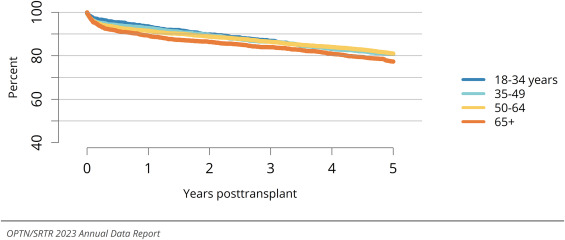 100
80
60
40
Percent
0 1 2 3 4 5
Years posttransplant
18-34 years
35-49
50-64
65+
OPTN/SRTR 2023 Annual Data Report